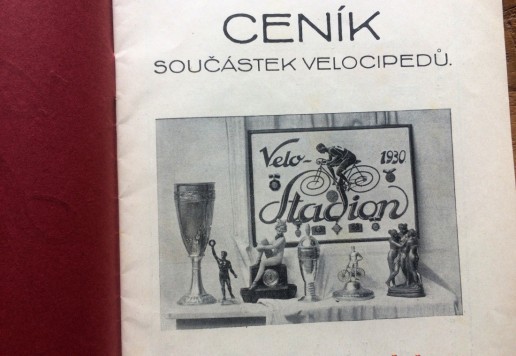 CENÍK
SOUČÁSTEK VELOCIPEDŮ.
Velo- 1930
Stadion